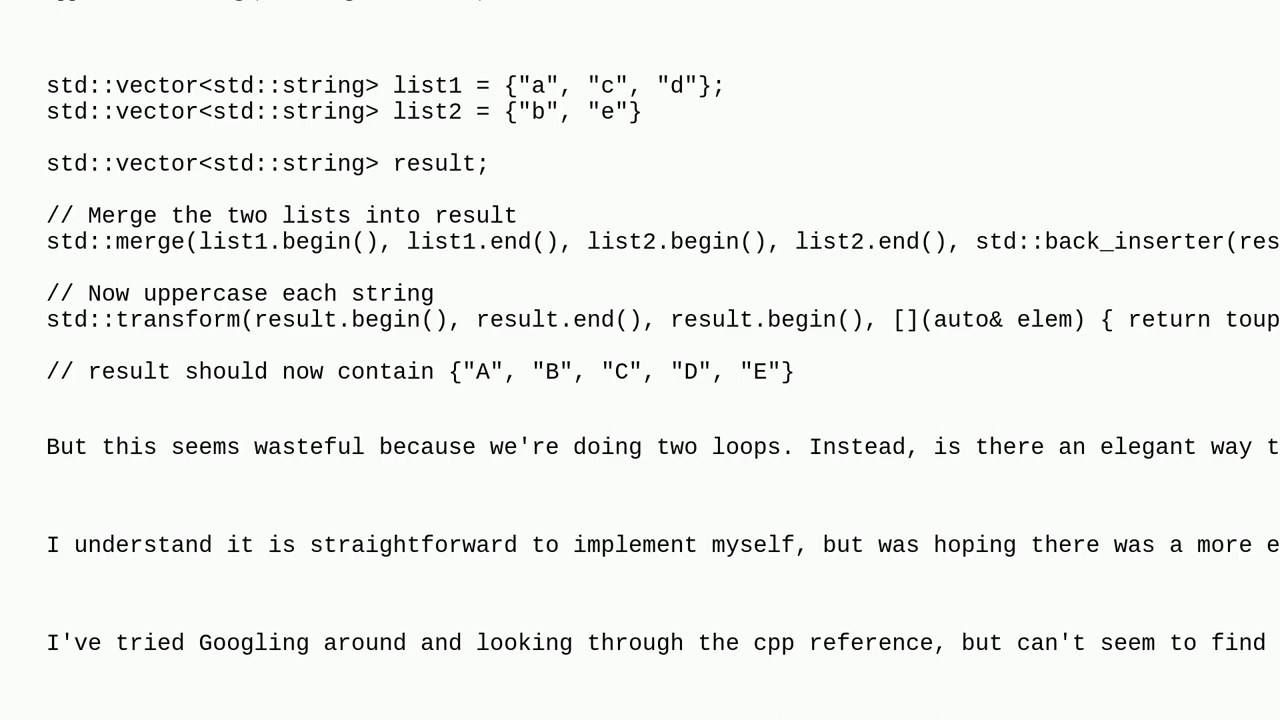 std::vector<std::string> list1 = {"a", "c", "d"};
std::vector<std::string> list2 = {"b", "e"}
std::vector<std::string> result;
// Merge the two lists into result
std::merge(list1.begin(), list1.end(), list2.begin(), list2.end(), std::back_inserter(res
// Now uppercase each string
std::transform(result.begin(), result.end(), result.begin(), [](auto& elem) { return toup
// result should now contain {"A", "B", "C", "D", "E"}
But this seems wasteful because we're doing two loops. Instead, is there an elegant way t
I understand it is straightforward to implement myself, but was hoping there was a more e
I've tried Googling around and looking through the cpp reference, but can't seem to find